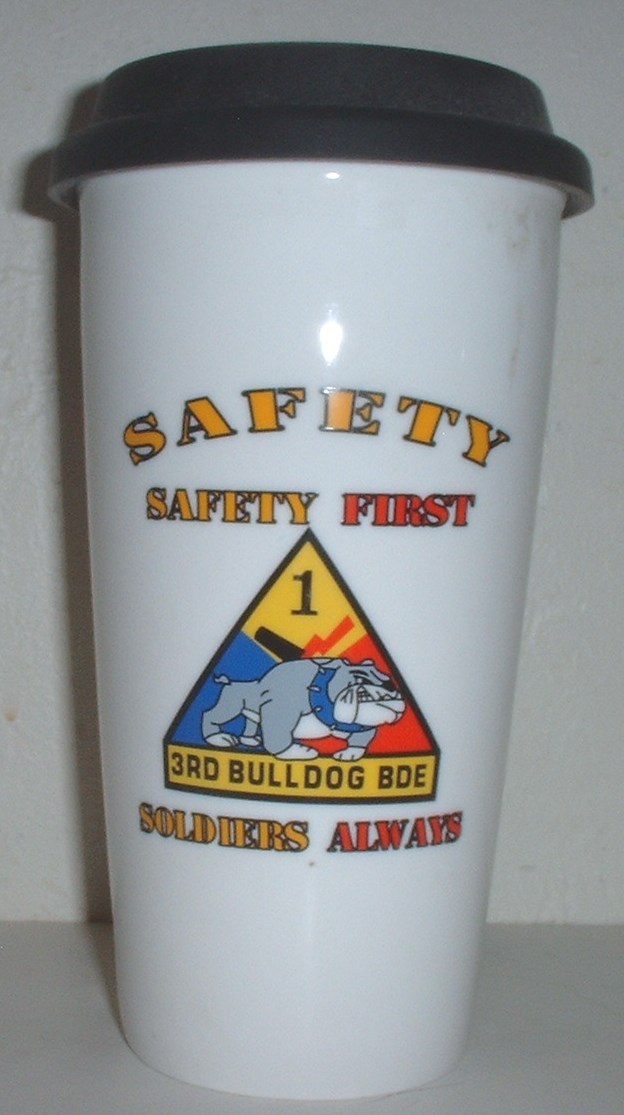 SAFETY
SAFETY FIRST
1
3RD BULLDOG BDE
SOLDIERS ALWAYS